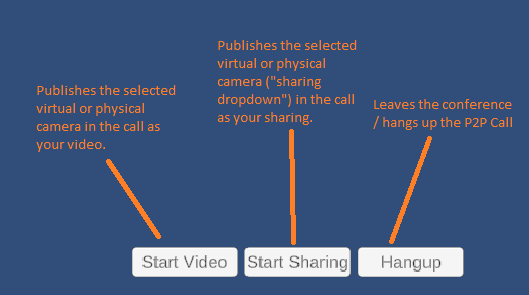 Publishes the selected
virtual or physical
camera in the call as
your video.
Publishes the selected
virtual or physical
camera ("sharing
dropdown") in the call
as your sharing.
Leaves the conference
/ hangs up the P2P Call
Start Video
Start Sharing
Hangup